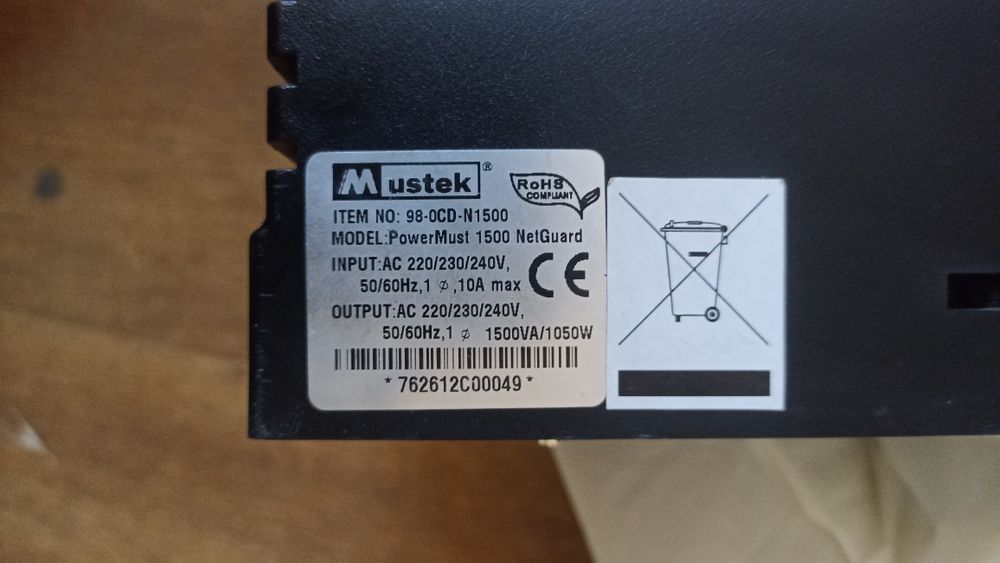 Mustek®
RoHS
COMPLIANT
ITEM NO: 98-0CD-N1500
MODEL:PowerMust 1500 NetGuard
INPUT:AC 220/230/240V,
50/60Hz,1 ø ,10A max
CE
OUTPUT:AC 220/230/240V,
50/60Hz,1 ø 1500VA/1050W
*762612C00049*